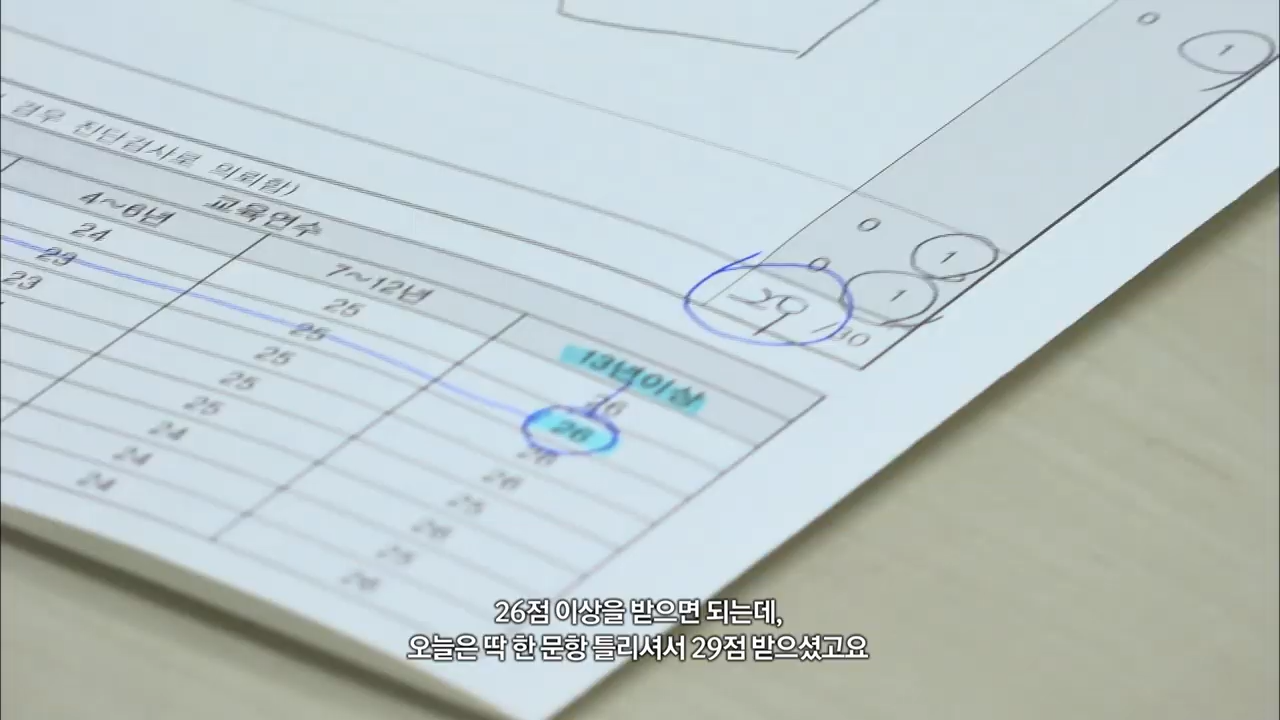 0 1
경우 진단검사로 의뢰함)
0 1
0 1
29 /30
교육연수
4~6년 7~12년 13년이상
24 25 26
23 25 26
23 25 26
25 26
25 25
24 26
24 25
24 26
26점 이상을 받으면 되는데,
오늘은 딱 한 문항 틀리셔서 29점 받으셨고요